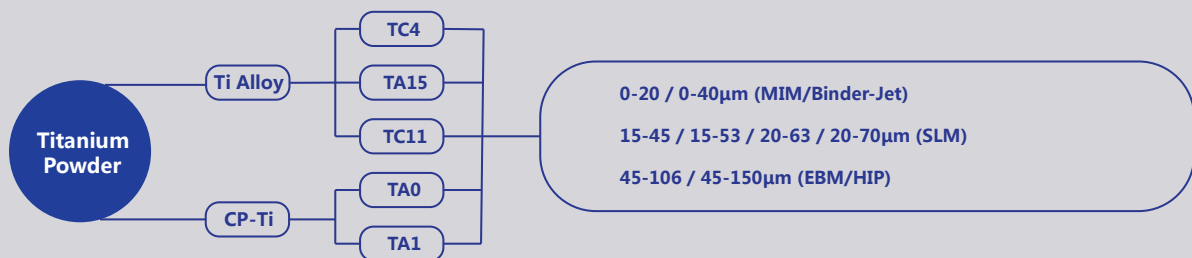 Titanium
Powder
Ti Alloy
CP-Ti
TC4
TA15
TC11
TA0
TA1
0-20 / 0-40μm (MIM/Binder-Jet)
15-45 / 15-53 / 20-63 / 20-70μm (SLM)
45-106 / 45-150μm (EBM/HIP)